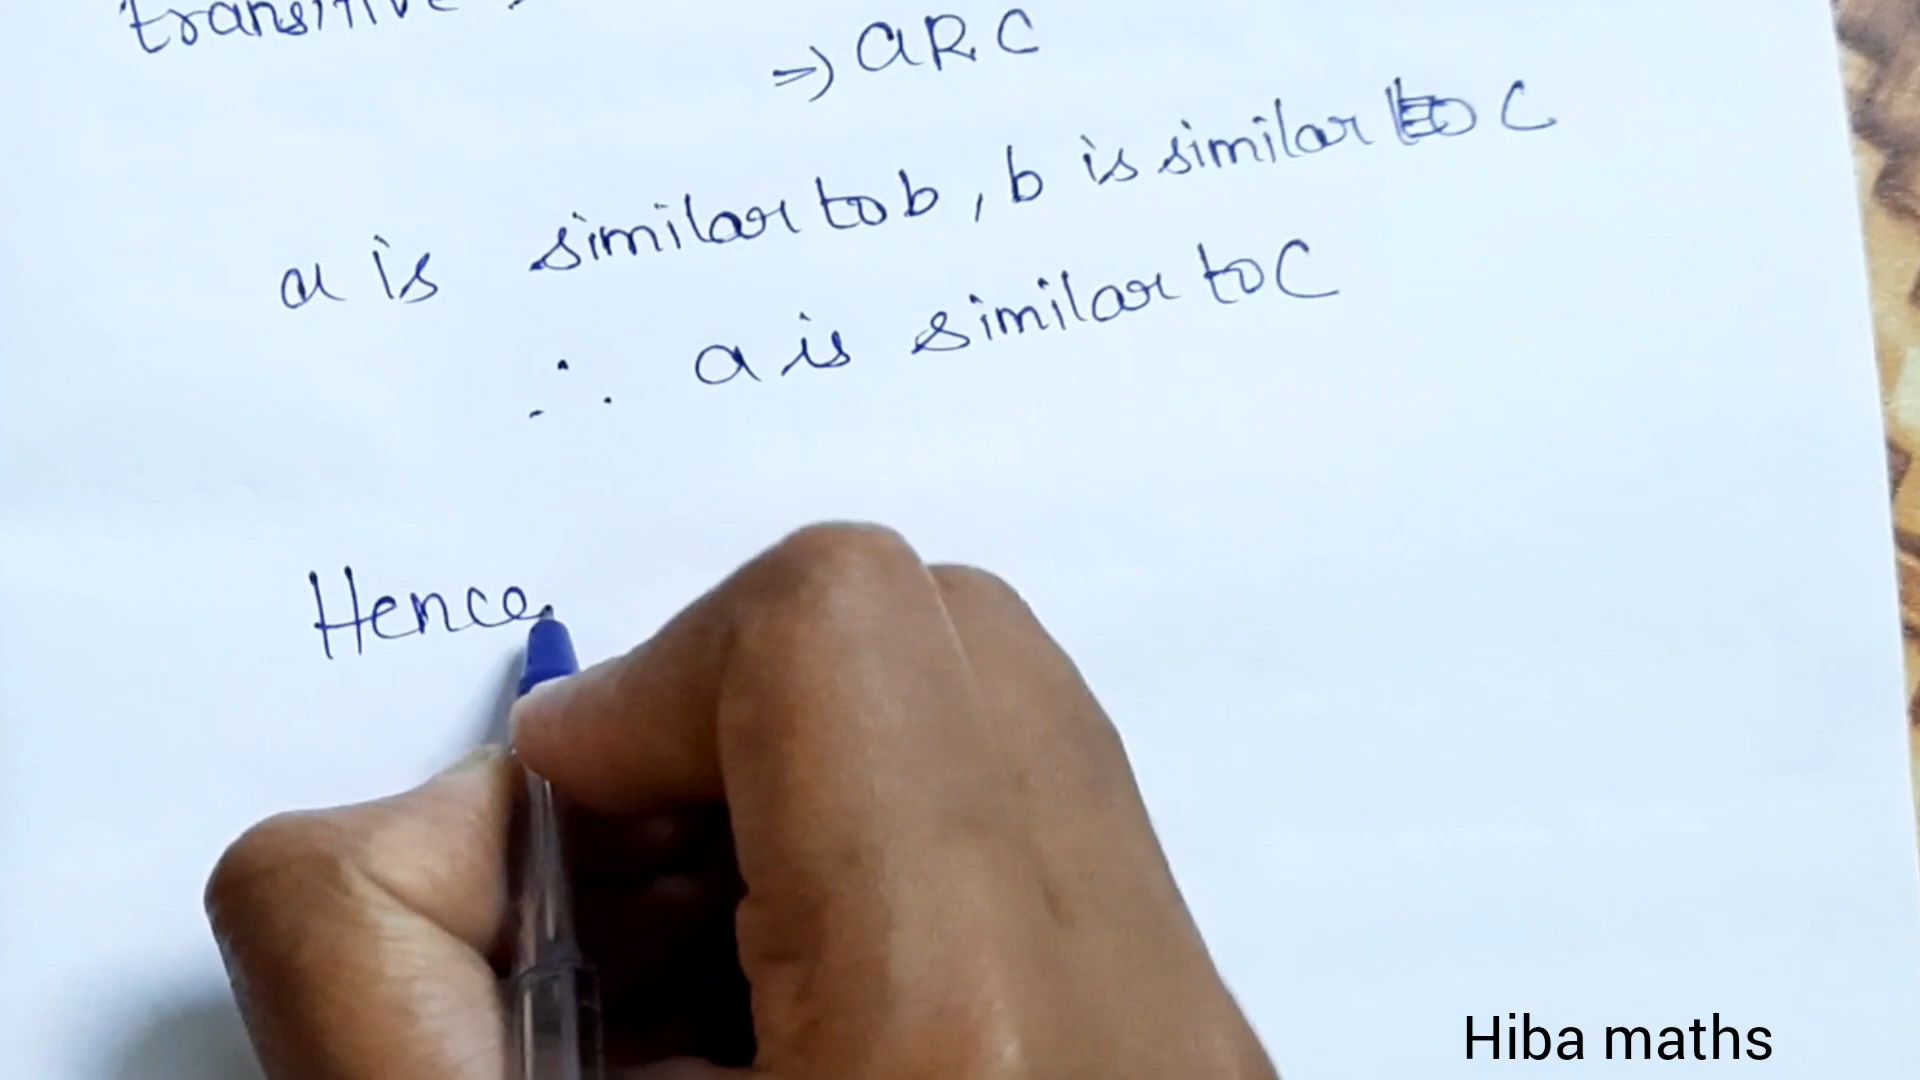 transitive
⇒ aRC
a is similar to b, b is similar to C
∴ a is similar to C
Hence
Hiba maths